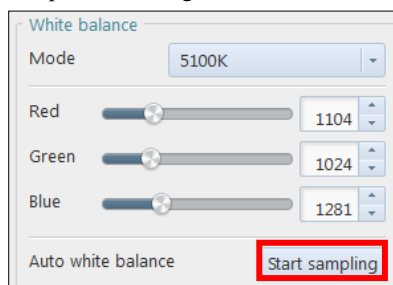 White balance
Mode 5100K
Red 1104
Green 1024
Blue 1281
Auto white balance Start sampling